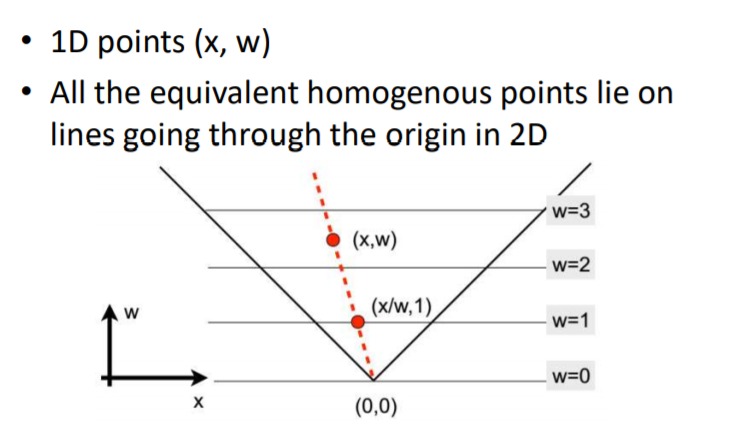 • 1D points (x, w)
• All the equivalent homogenous points lie on
lines going through the origin in 2D
w=3
(x,w)
w=2
(x/w,1)
w
w=1
w=0
x
(0,0)